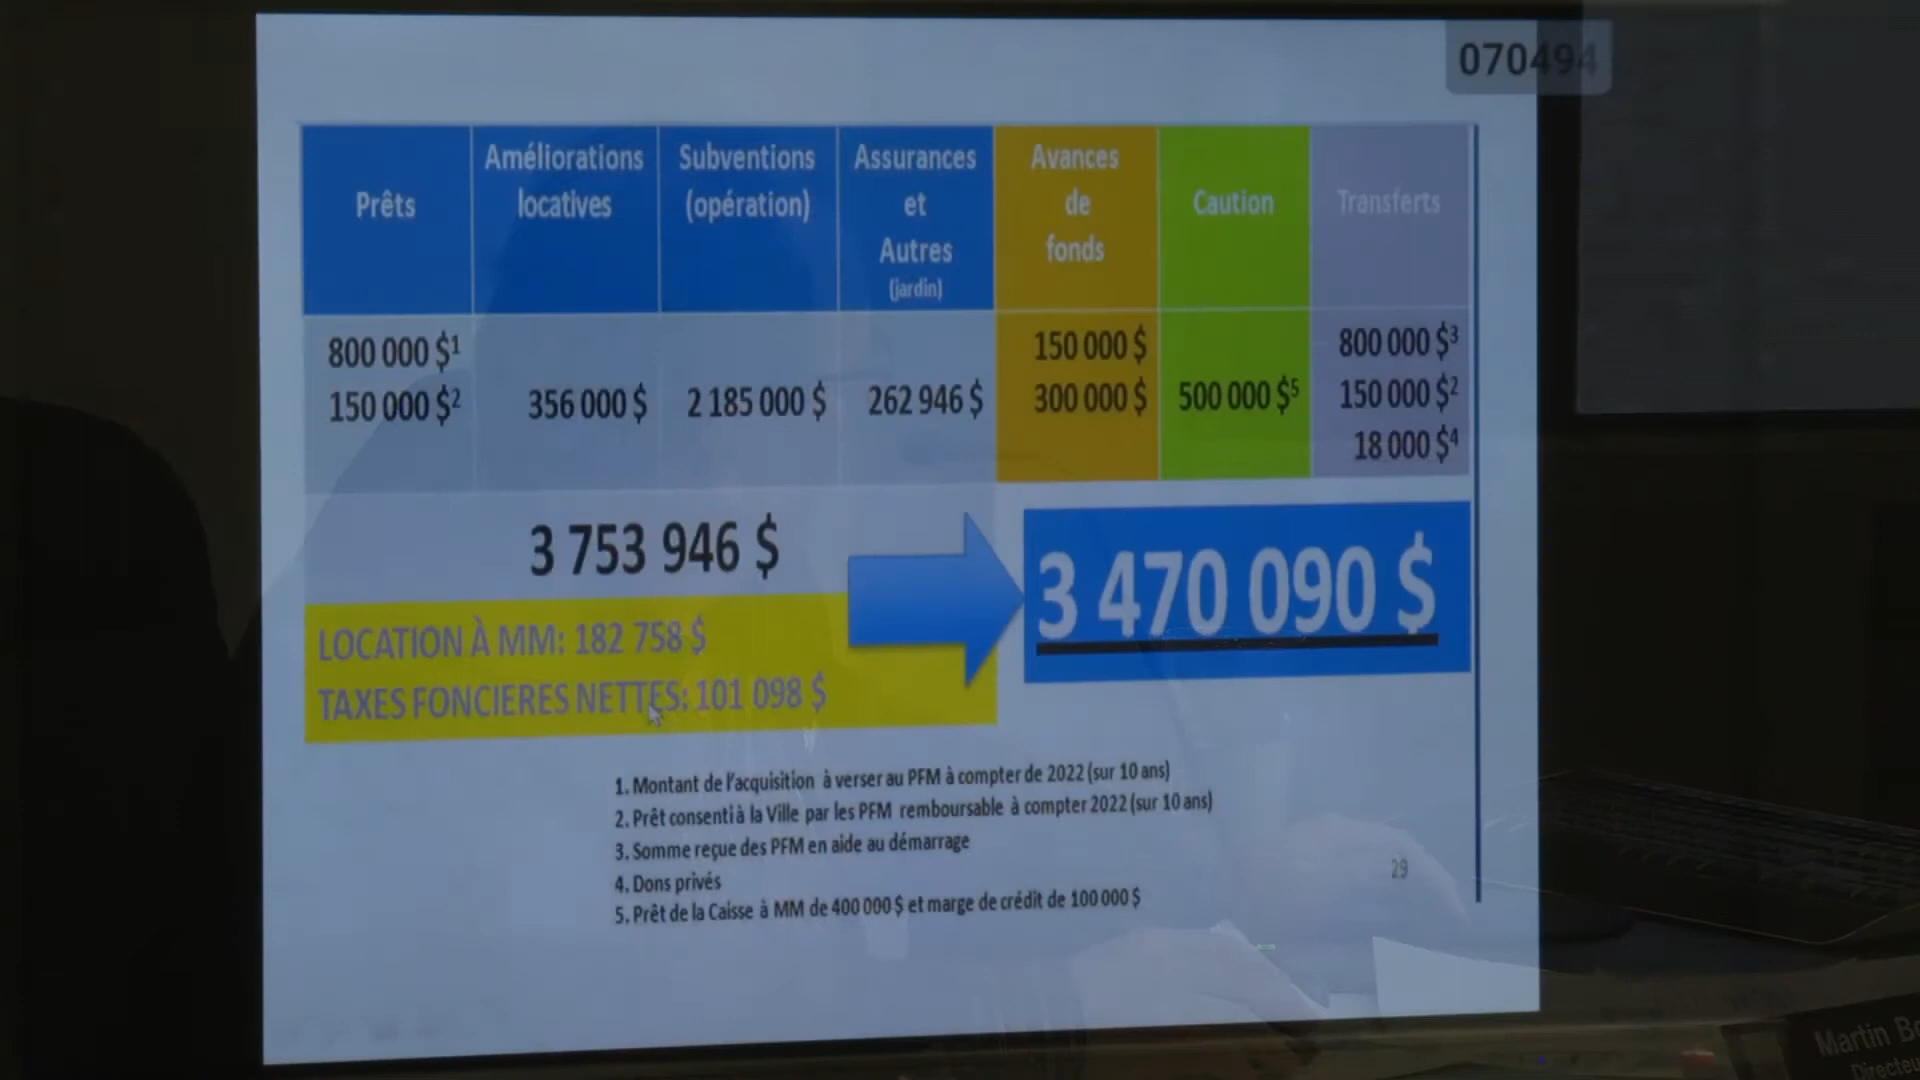 070494
Prêts
Améliorations
locatives
Subventions
(opération)
Assurances
et
Autres
(jardin)
Avances
de
fonds
Caution
Transferts
800 000 $¹
150 000 $²
356 000 $
2 185 000 $
262 946 $
150 000 $
300 000 $
500 000 $⁵
800 000 $³
150 000 $²
18 000 $⁴
3 753 946 $
3 470 090 $
LOCATION À MM: 182 758 $
TAXES FONCIERES NETTES: 101 098 $
1. Montant de l'acquisition à verser au PFM à compter de 2022 (sur 10 ans)
2. Prêt consenti à la Ville par les PFM remboursable à compter 2022 (sur 10 ans)
3. Somme reçue des PFM en aide au démarrage
4. Dons privés
5. Prêt de la Caisse à MM de 400 000 $ et marge de crédit de 100 000 $
29
Martin